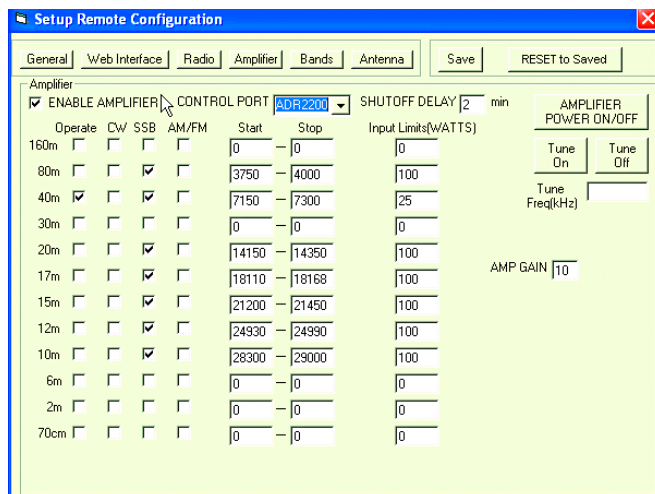 Setup Remote Configuration
General Web Interface Radio Amplifier Bands Antenna Save RESET to Saved
Amplifier
ENABLE AMPLIFIER CONTROL PORT ADR2200 SHUTOFF DELAY 2 min AMPLIFIER POWER ON/OFF
Operate CW SSB AM/FM Start Stop Input Limits(WATTS)
160m 0 – 0 0 Tune On Tune Off
80m 3750 – 4000 100
40m 7150 – 7300 25 Tune Freq(kHz)
30m 0 – 0 0
20m 14150 – 14350 100
17m 18110 – 18168 100 AMP GAIN 10
15m 21200 – 21450 100
12m 24930 – 24990 100
10m 28300 – 29000 100
6m 0 – 0 0
2m 0 – 0 0
70cm 0 – 0 0